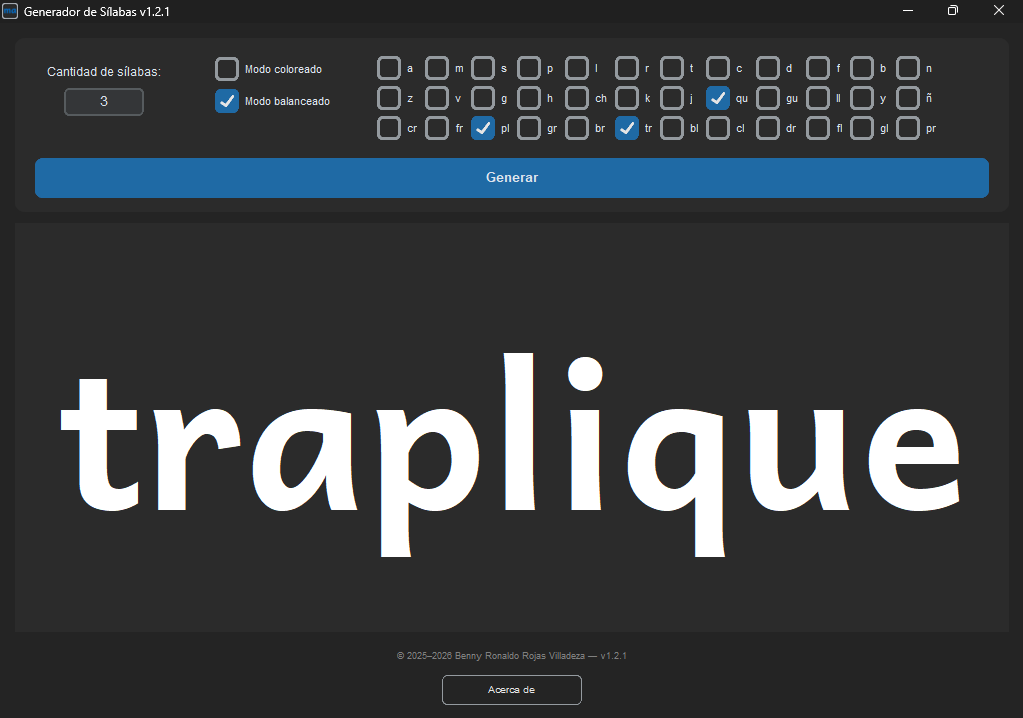 Generador de Sílabas v1.2.1
Cantidad de sílabas:
3
Modo coloreado
Modo balanceado
a m s p l r t c d f b n
z v g h ch k j qu gu ll y ñ
cr fr pl gr br tr bl cl dr fl gl pr
Generar
traplique
© 2025–2026 Benny Ronaldo Rojas Villadeza — v1.2.1
Acerca de